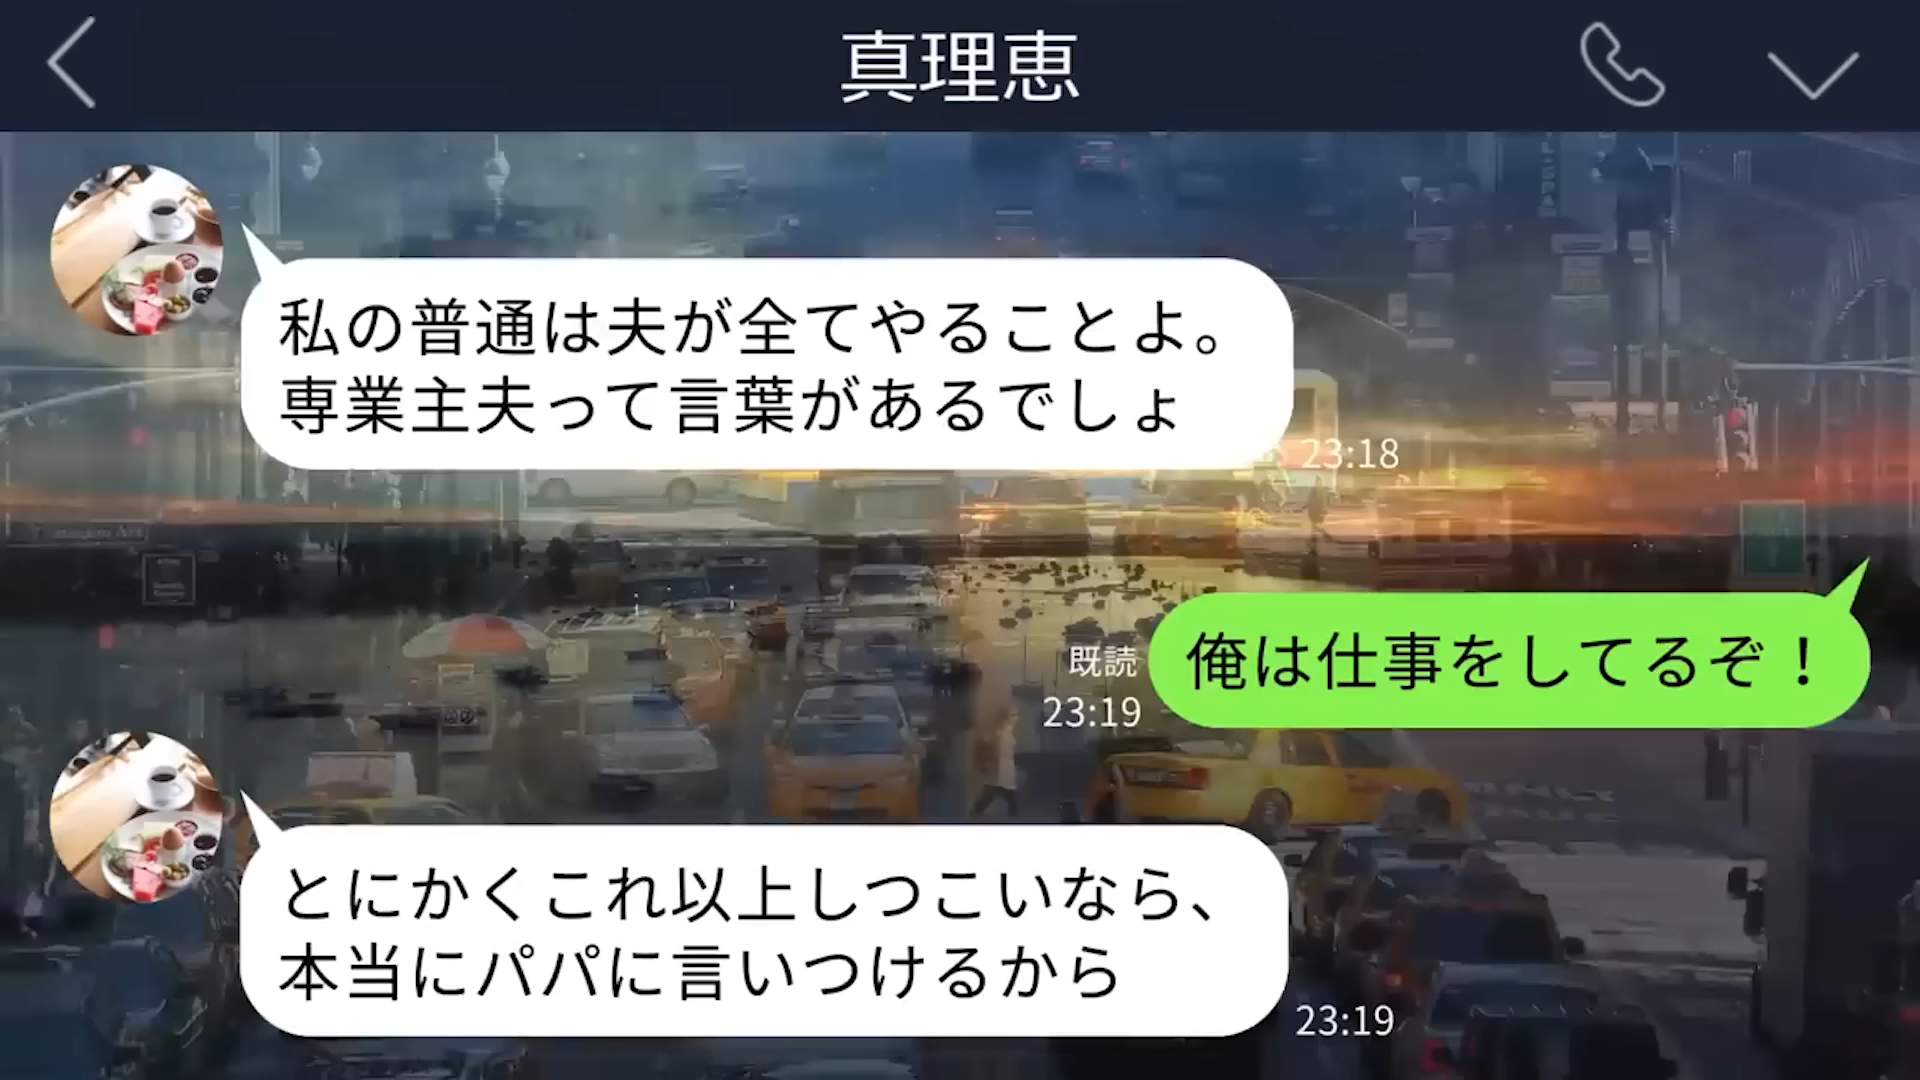 真理恵
私の普通は夫が全てやることよ。
専業主夫って言葉があるでしょ
23:18
俺は仕事をしてるぞ！
既読
23:19
とにかくこれ以上しつこいなら、
本当にパパに言いつけるから
23:19